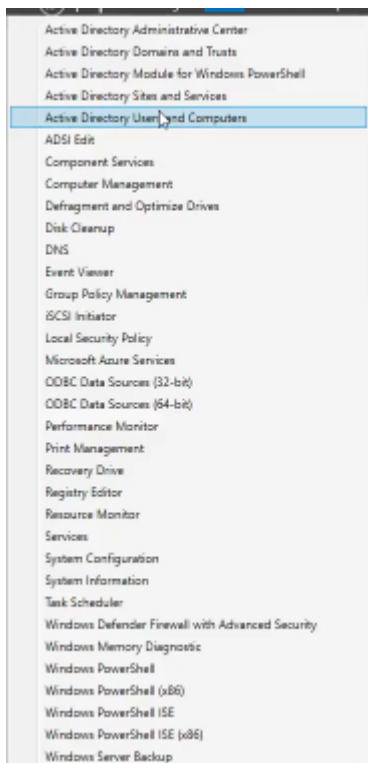 Active Directory Administrative Center
Active Directory Domains and Trusts
Active Directory Module for Windows PowerShell
Active Directory Sites and Services
Active Directory Users and Computers
ADSI Edit
Component Services
Computer Management
Defragment and Optimize Drives
Disk Cleanup
DNS
Event Viewer
Group Policy Management
iSCSI Initiator
Local Security Policy
Microsoft Azure Services
ODBC Data Sources (32-bit)
ODBC Data Sources (64-bit)
Performance Monitor
Print Management
Recovery Drive
Registry Editor
Resource Monitor
Services
System Configuration
System Information
Task Scheduler
Windows Defender Firewall with Advanced Security
Windows Memory Diagnostic
Windows PowerShell
Windows PowerShell (x86)
Windows PowerShell ISE
Windows PowerShell ISE (x86)
Windows Server Backup